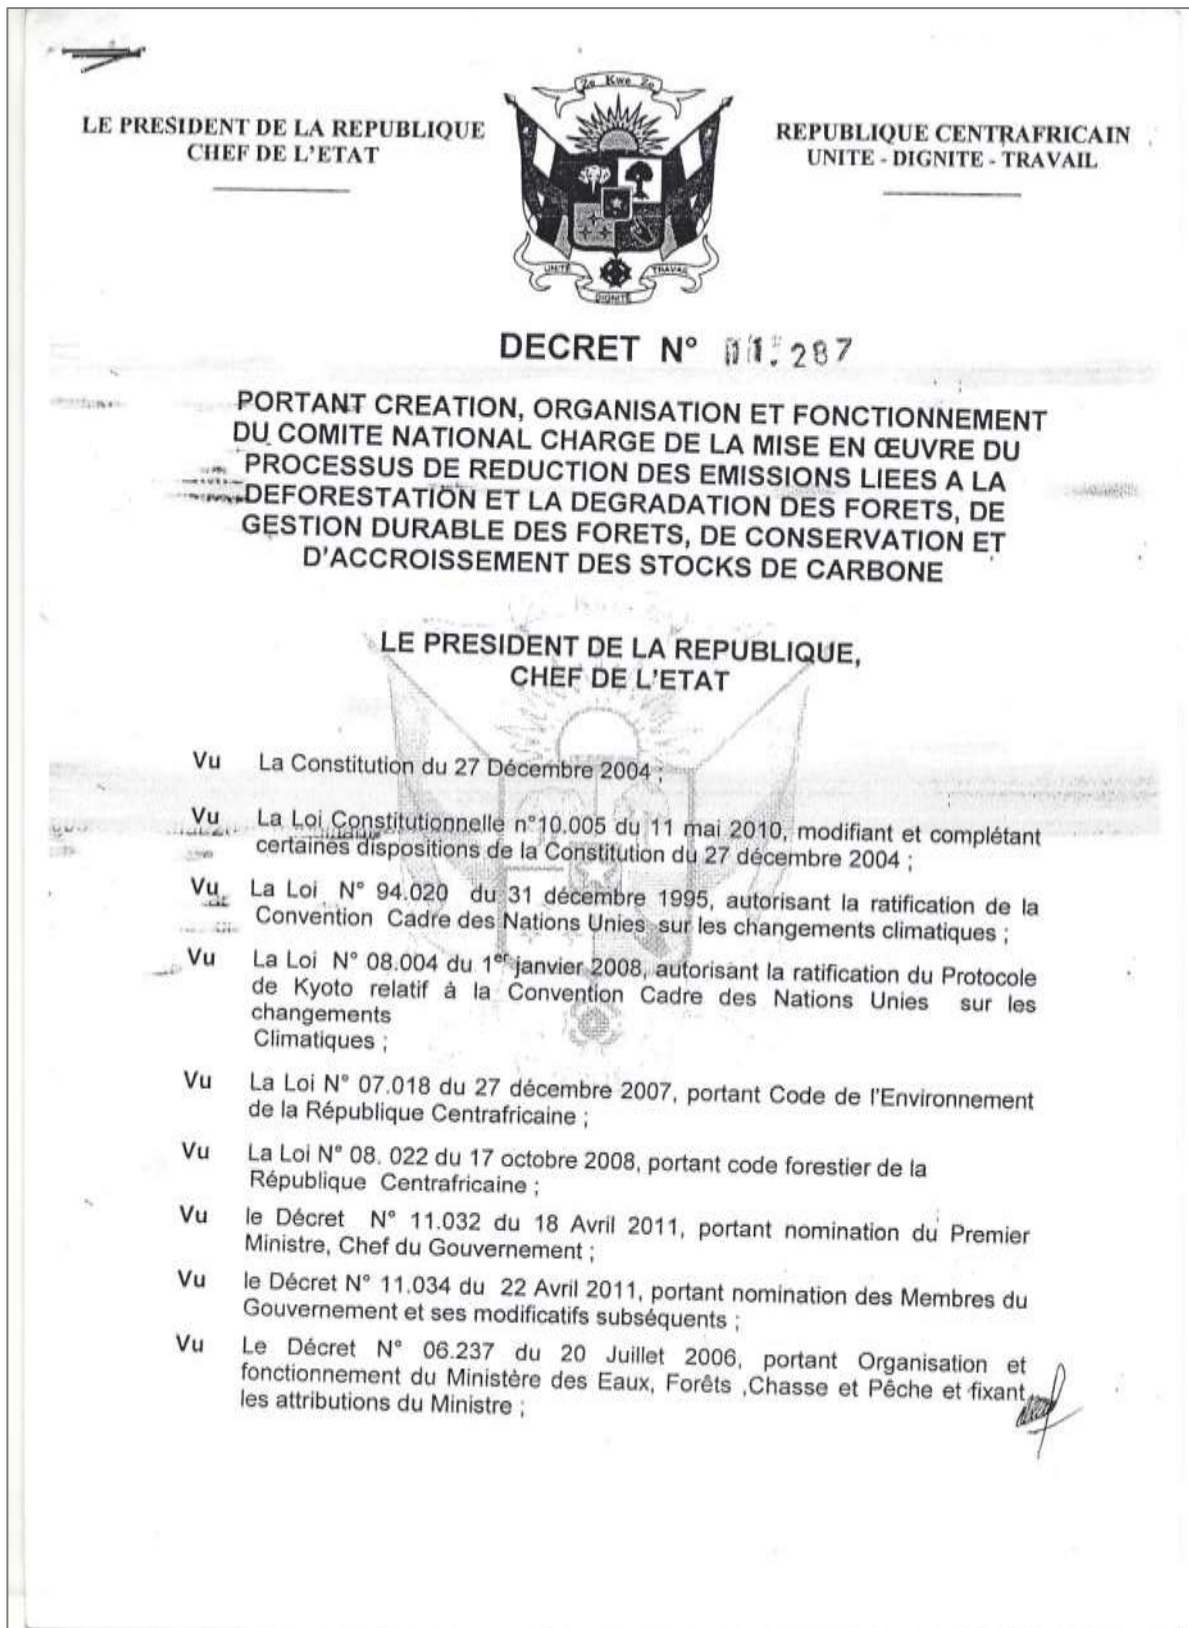 Zo Kwe Zo
LE PRESIDENT DE LA REPUBLIQUE
CHEF DE L'ETAT
REPUBLIQUE CENTRAFRICAIN
UNITE - DIGNITE - TRAVAIL
UNITÉ
TRAVAIL
DIGNITÉ
DECRET N° 11.287
PORTANT CREATION, ORGANISATION ET FONCTIONNEMENT
DU COMITE NATIONAL CHARGE DE LA MISE EN ŒUVRE DU
PROCESSUS DE REDUCTION DES EMISSIONS LIEES A LA
DEFORESTATION ET LA DEGRADATION DES FORETS, DE
GESTION DURABLE DES FORETS, DE CONSERVATION ET
D'ACCROISSEMENT DES STOCKS DE CARBONE
LE PRESIDENT DE LA REPUBLIQUE,
CHEF DE L'ETAT
Vu La Constitution du 27 Décembre 2004 ;
Vu La Loi Constitutionnelle n°10.005 du 11 mai 2010, modifiant et complétant
certaines dispositions de la Constitution du 27 décembre 2004 ;
Vu La Loi N° 94.020 du 31 décembre 1995, autorisant la ratification de la
Convention Cadre des Nations Unies sur les changements climatiques ;
Vu La Loi N° 08.004 du 1er janvier 2008, autorisant la ratification du Protocole
de Kyoto relatif à la Convention Cadre des Nations Unies sur les
changements
Climatiques ;
Vu La Loi N° 07.018 du 27 décembre 2007, portant Code de l'Environnement
de la République Centrafricaine ;
Vu La Loi N° 08. 022 du 17 octobre 2008, portant code forestier de la
République Centrafricaine ;
Vu le Décret N° 11.032 du 18 Avril 2011, portant nomination du Premier
Ministre, Chef du Gouvernement ;
Vu le Décret N° 11.034 du 22 Avril 2011, portant nomination des Membres du
Gouvernement et ses modificatifs subséquents ;
Vu Le Décret N° 06.237 du 20 Juillet 2006, portant Organisation et
fonctionnement du Ministère des Eaux, Forêts ,Chasse et Pêche et fixant
les attributions du Ministre ;